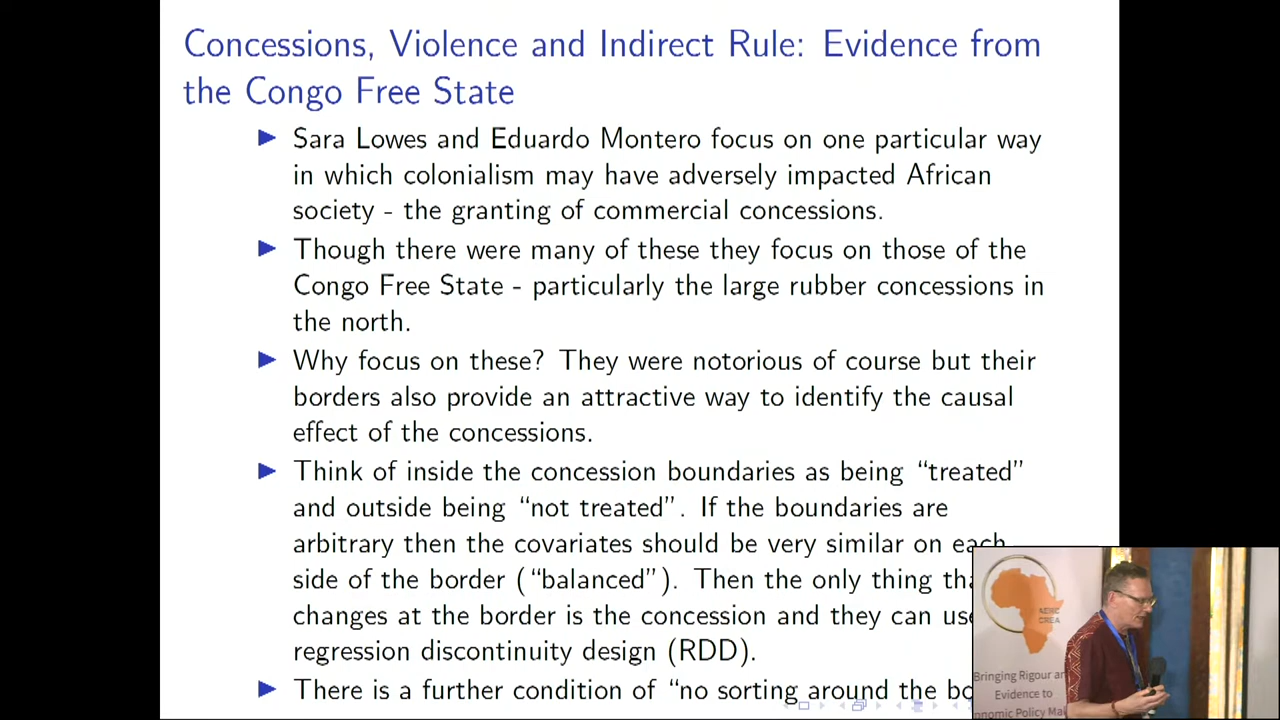 Concessions, Violence and Indirect Rule: Evidence from
the Congo Free State
Sara Lowes and Eduardo Montero focus on one particular way
in which colonialism may have adversely impacted African
society - the granting of commercial concessions.
Though there were many of these they focus on those of the
Congo Free State - particularly the large rubber concessions in
the north.
Why focus on these? They were notorious of course but their
borders also provide an attractive way to identify the causal
effect of the concessions.
Think of inside the concession boundaries as being “treated”
and outside being “not treated”. If the boundaries are
arbitrary then the covariates should be very similar on each
side of the border (“balanced”). Then the only thing
changes at the border is the concession and they can use
regression discontinuity design (RDD).
There is a further condition of “no sorting around the
AERC
CREA
Bringing Rigour
Evidence to
Policy